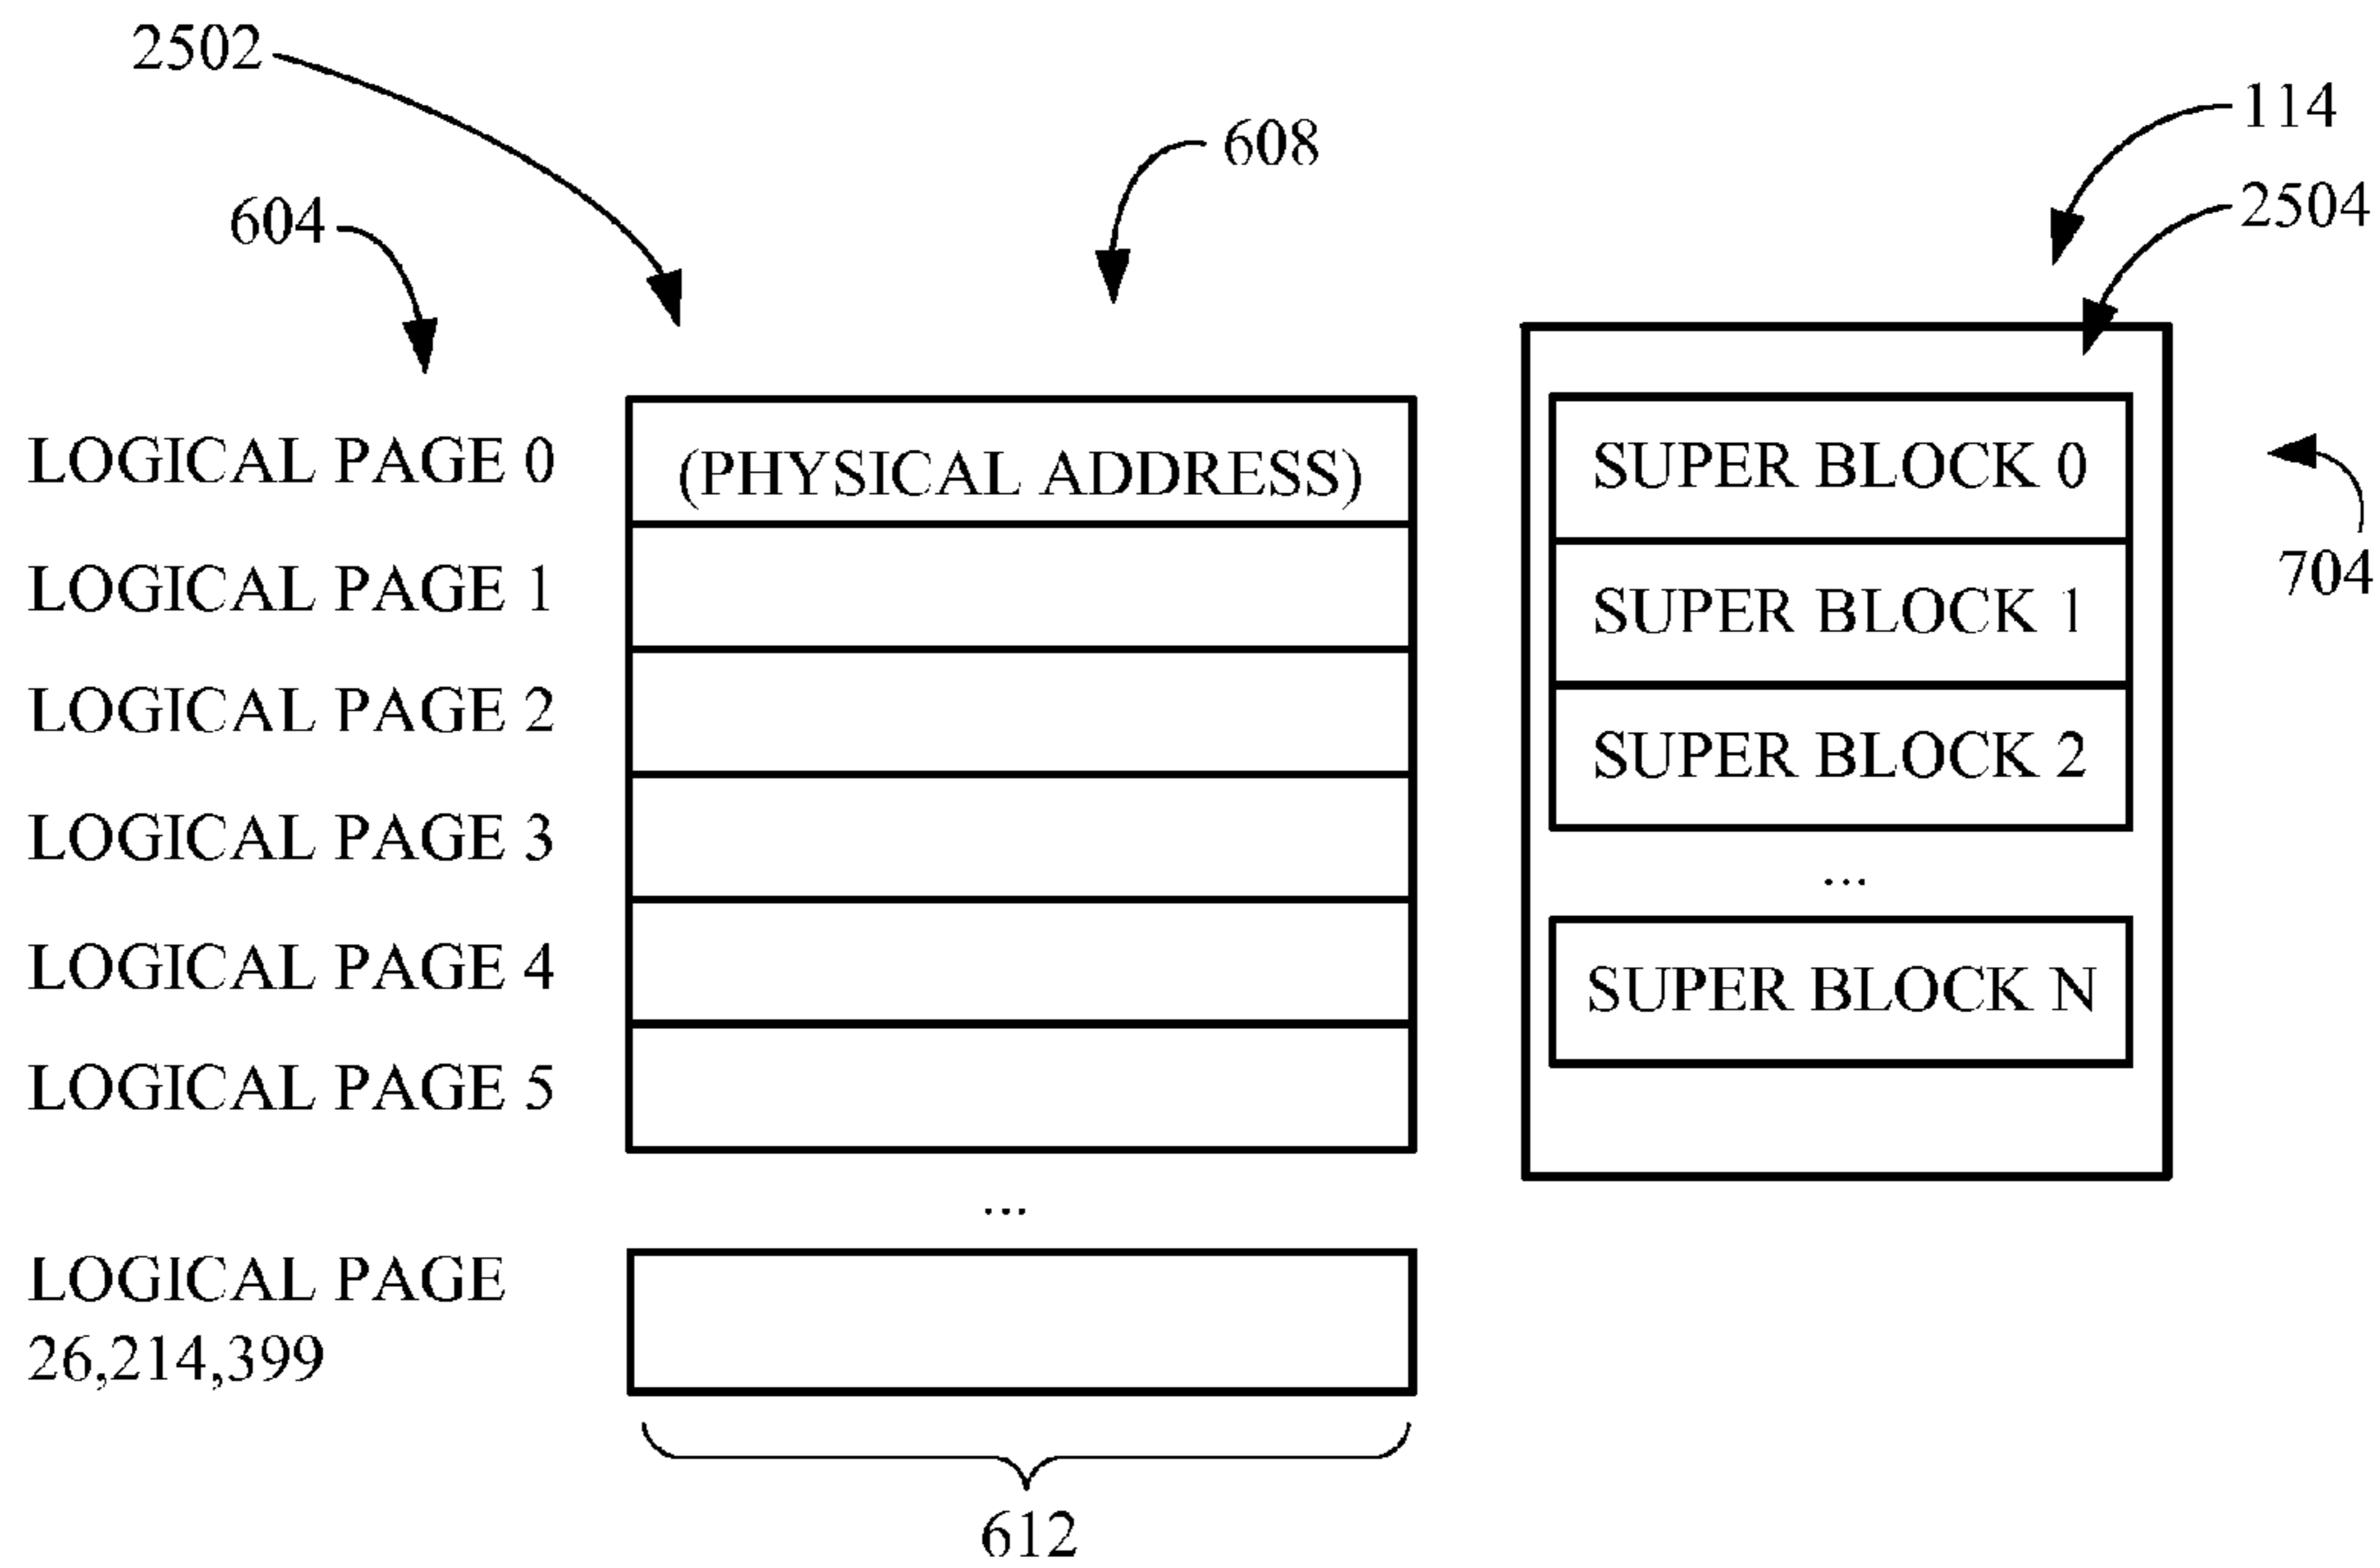 2502
608
114
604
2504
LOGICAL PAGE 0
(PHYSICAL ADDRESS)
SUPER BLOCK 0
704
LOGICAL PAGE 1
SUPER BLOCK 1
LOGICAL PAGE 2
SUPER BLOCK 2
LOGICAL PAGE 3
...
LOGICAL PAGE 4
SUPER BLOCK N
LOGICAL PAGE 5
...
LOGICAL PAGE
26,214,399
612